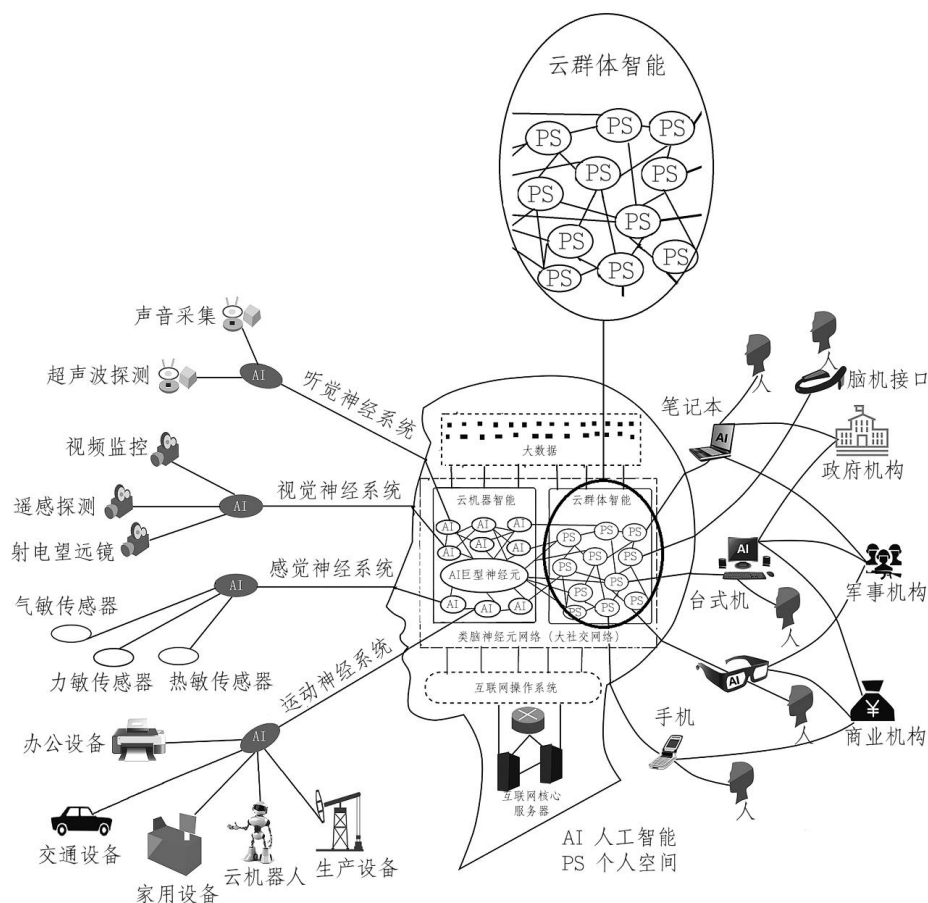 云群体智能
PS
PS
PS
PS
PS
PS
PS
PS
PS
PS
PS
PS
声音采集
超声波探测
AI
听觉神经系统
视频监控
遥感探测
射电望远镜
AI
视觉神经系统
气敏传感器
力敏传感器
热敏传感器
AI
感觉神经系统
运动神经系统
办公设备
AI
交通设备
家用设备
云机器人
生产设备
大数据
云机器智能
AI
AI
AI
AI
AI
AI
AI巨型神经元
AI
AI
AI
云群体智能
PS
PS
PS
PS
PS
PS
PS
PS
PS
PS
PS
PS
类脑神经元网络（大社交网络）
互联网操作系统
互联网核心
服务器
笔记本
AI
人
人
脑机接口
政府机构
AI
台式机
人
军事机构
AI
人
¥
商业机构
手机
人
AI 人工智能
PS 个人空间